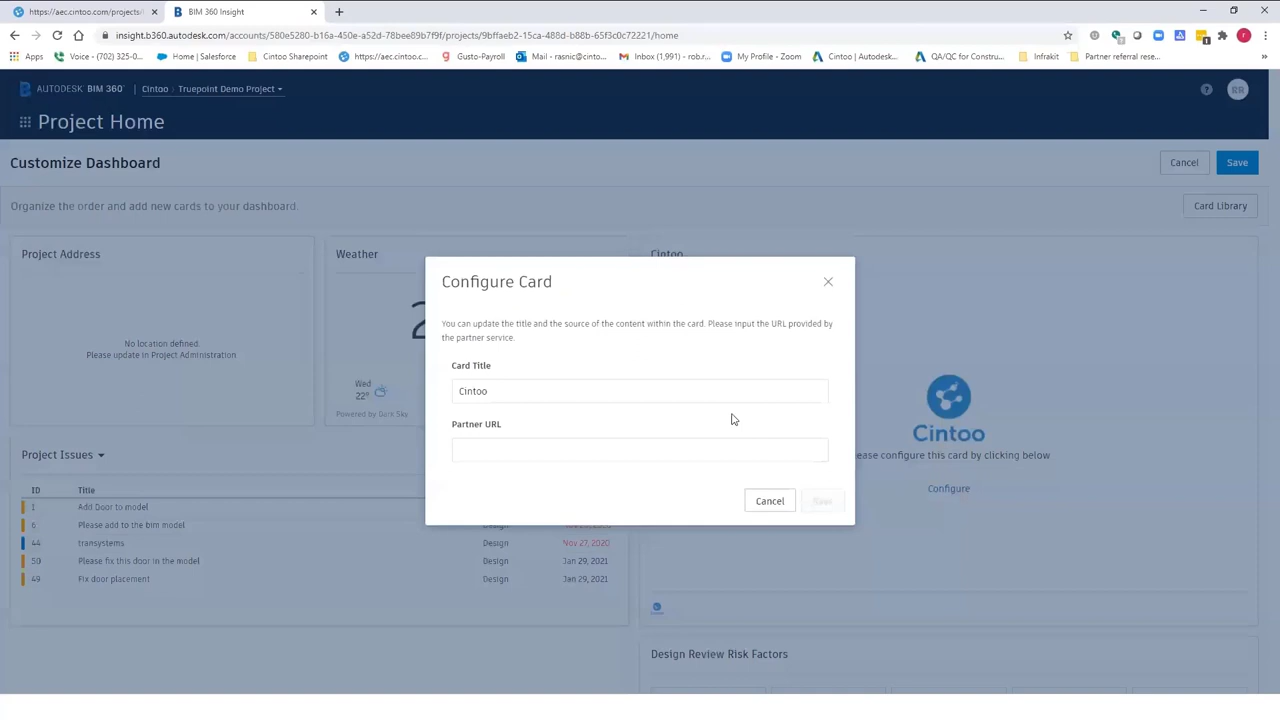 https://aec.cintoo.com/projects/
BIM 360 Insight
insight.b360.autodesk.com/accounts/580e5280-b16a-450e-a52d-78bee89b7f9f/projects/9bffaeb2-15ca-488d-b88b-65f3c0c72221/home
Apps
Voice - (702) 325-0...
Home | Salesforce
Cintoo Sharepoint
https://aec.cintoo.c...
Gusto-Payroll
Mail - rasnic@cinto...
Inbox (1,991) - rob.r...
My Profile - Zoom
Cintoo | Autodesk...
QA/QC for Constru...
Infrakit
Partner referral rese...
AUTODESK BIM 360
Cintoo
Truepoint Demo Project
RR
Project Home
Customize Dashboard
Cancel
Save
Organize the order and add new cards to your dashboard.
Card Library
Project Address
Weather
Cintoo
No location defined.
Please update in Project Administration
2
Wed
22°
Powered by Dark Sky
Configure Card
You can update the title and the source of the content within the card. Please input the URL provided by
the partner service.
Card Title
Cintoo
Partner URL
Cancel
Save
Cintoo
ease configure this card by clicking below
Configure
Project Issues
ID Title
1 Add Door to model
6 Please add to the bim model Design
44 transystems Design Nov 27, 2020
50 Please fix this door in the model Design Jan 29, 2021
49 Fix door placement Design Jan 29, 2021
Design Review Risk Factors